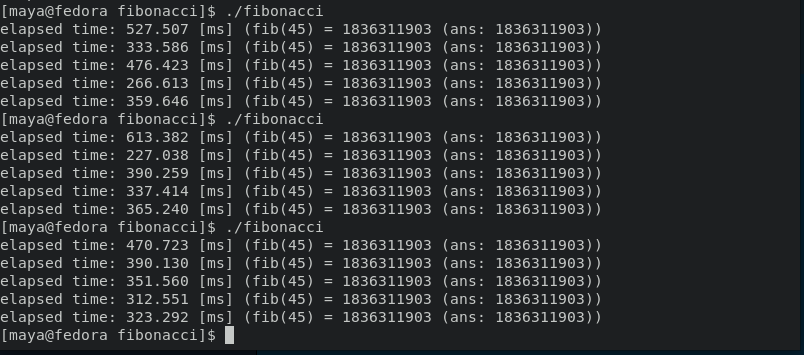 [maya@fedora fibonacci]$ ./fibonacci
elapsed time: 527.507 [ms] (fib(45) = 1836311903 (ans: 1836311903))
elapsed time: 333.586 [ms] (fib(45) = 1836311903 (ans: 1836311903))
elapsed time: 476.423 [ms] (fib(45) = 1836311903 (ans: 1836311903))
elapsed time: 266.613 [ms] (fib(45) = 1836311903 (ans: 1836311903))
elapsed time: 359.646 [ms] (fib(45) = 1836311903 (ans: 1836311903))
[maya@fedora fibonacci]$ ./fibonacci
elapsed time: 613.382 [ms] (fib(45) = 1836311903 (ans: 1836311903))
elapsed time: 227.038 [ms] (fib(45) = 1836311903 (ans: 1836311903))
elapsed time: 390.259 [ms] (fib(45) = 1836311903 (ans: 1836311903))
elapsed time: 337.414 [ms] (fib(45) = 1836311903 (ans: 1836311903))
elapsed time: 365.240 [ms] (fib(45) = 1836311903 (ans: 1836311903))
[maya@fedora fibonacci]$ ./fibonacci
elapsed time: 470.723 [ms] (fib(45) = 1836311903 (ans: 1836311903))
elapsed time: 390.130 [ms] (fib(45) = 1836311903 (ans: 1836311903))
elapsed time: 351.560 [ms] (fib(45) = 1836311903 (ans: 1836311903))
elapsed time: 312.551 [ms] (fib(45) = 1836311903 (ans: 1836311903))
elapsed time: 323.292 [ms] (fib(45) = 1836311903 (ans: 1836311903))
[maya@fedora fibonacci]$